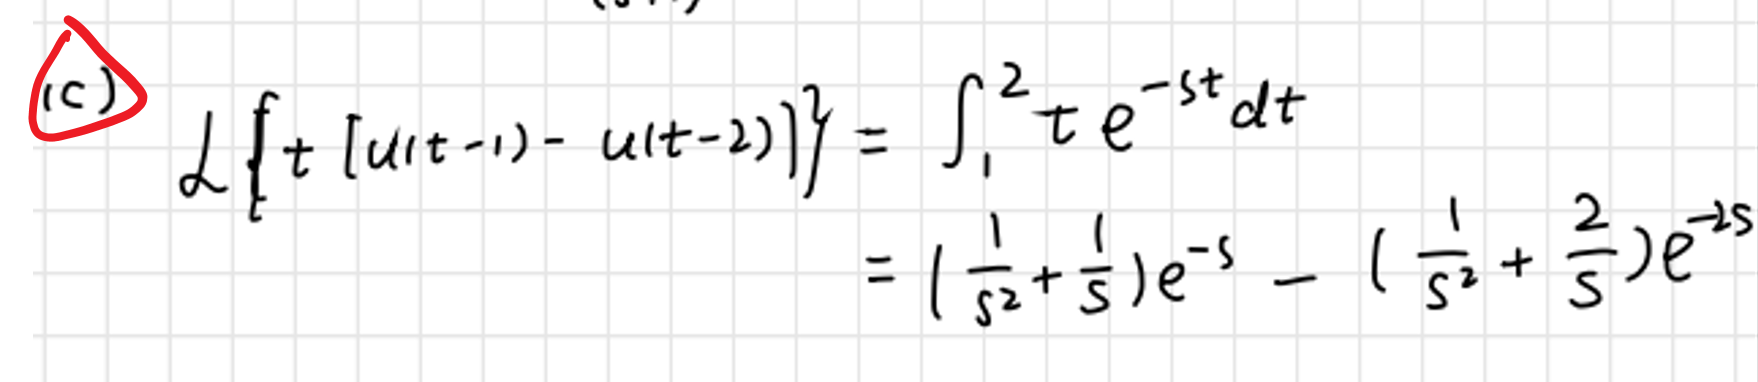 (c) ℒ{t [u(t-1) - u(t-2)]} = ∫₁² t e^{-st} dt
= (1/s² + 1/s) e^{-s} - (1/s² + 2/s) e^{-2s}